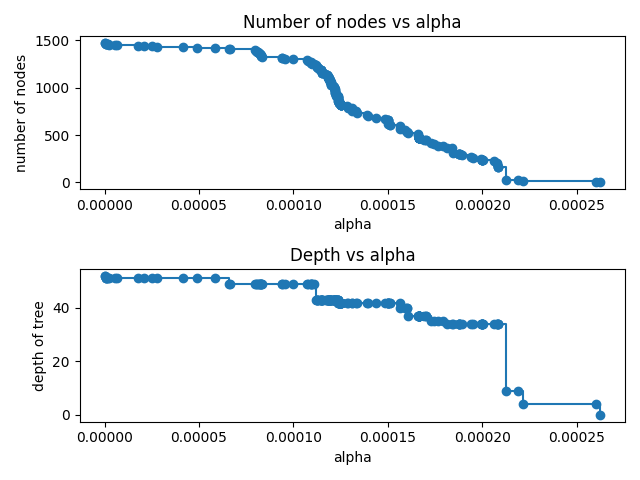 Number of nodes vs alpha
1500
1000
500
0
number of nodes
0.00000 0.00005 0.00010 0.00015 0.00020 0.00025
alpha
Depth vs alpha
40
20
0
depth of tree
0.00000 0.00005 0.00010 0.00015 0.00020 0.00025
alpha